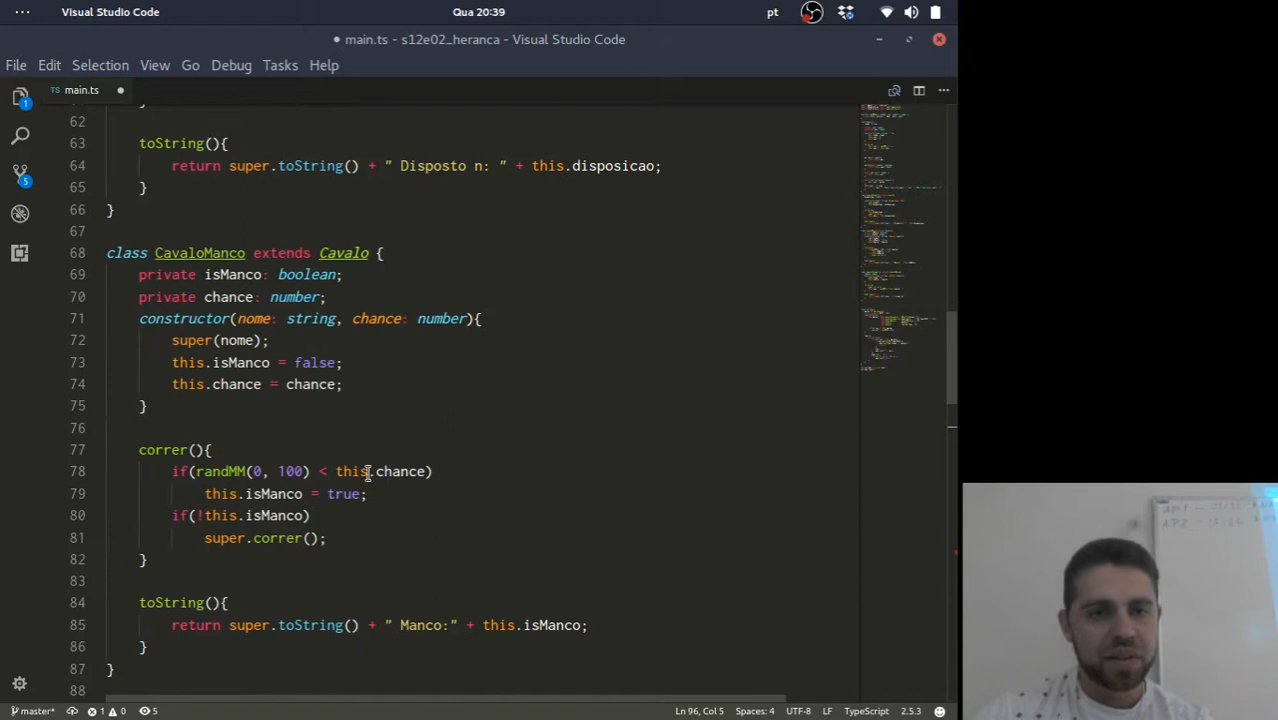 Visual Studio Code
Qua 20:39
pt
main.ts - s12e02_heranca - Visual Studio Code
File Edit Selection View Go Debug Tasks Help
main.ts
62
63 toString(){
64 return super.toString() + " Disposto n: " + this.disposicao;
65 }
66 }
67
68 class CavaloManco extends Cavalo {
69 private isManco: boolean;
70 private chance: number;
71 constructor(nome: string, chance: number){
72 super(nome);
73 this.isManco = false;
74 this.chance = chance;
75 }
76
77 correr(){
78 if(randMM(0, 100) < this.chance)
79 this.isManco = true;
80 if(!this.isManco)
81 super.correr();
82 }
83
84 toString(){
85 return super.toString() + " Manco:" + this.isManco;
86 }
87 }
88
1
5
master* 1 0 5 Ln 96, Col 5 Spaces: 4 UTF-8 LF TypeScript 2.5.3